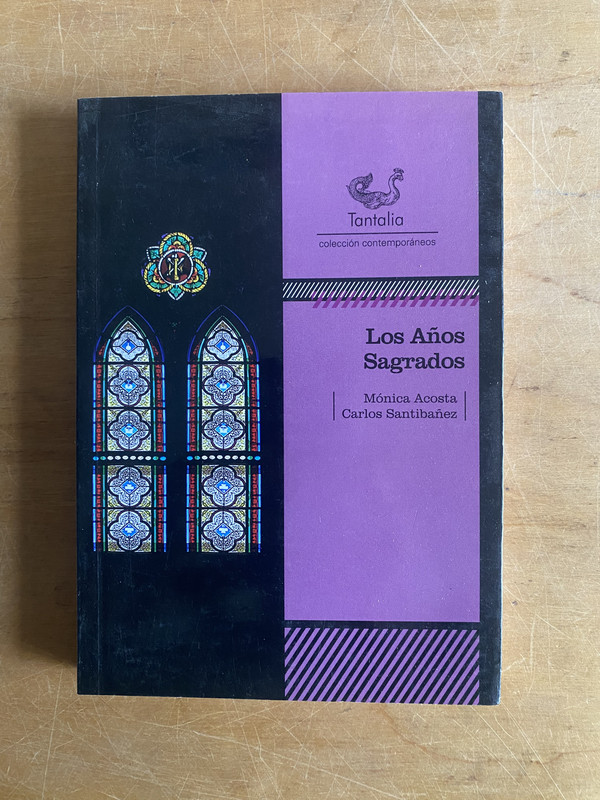 Tantalia
colección contemporáneos
Los Años
Sagrados
Mónica Acosta
Carlos Santibañez